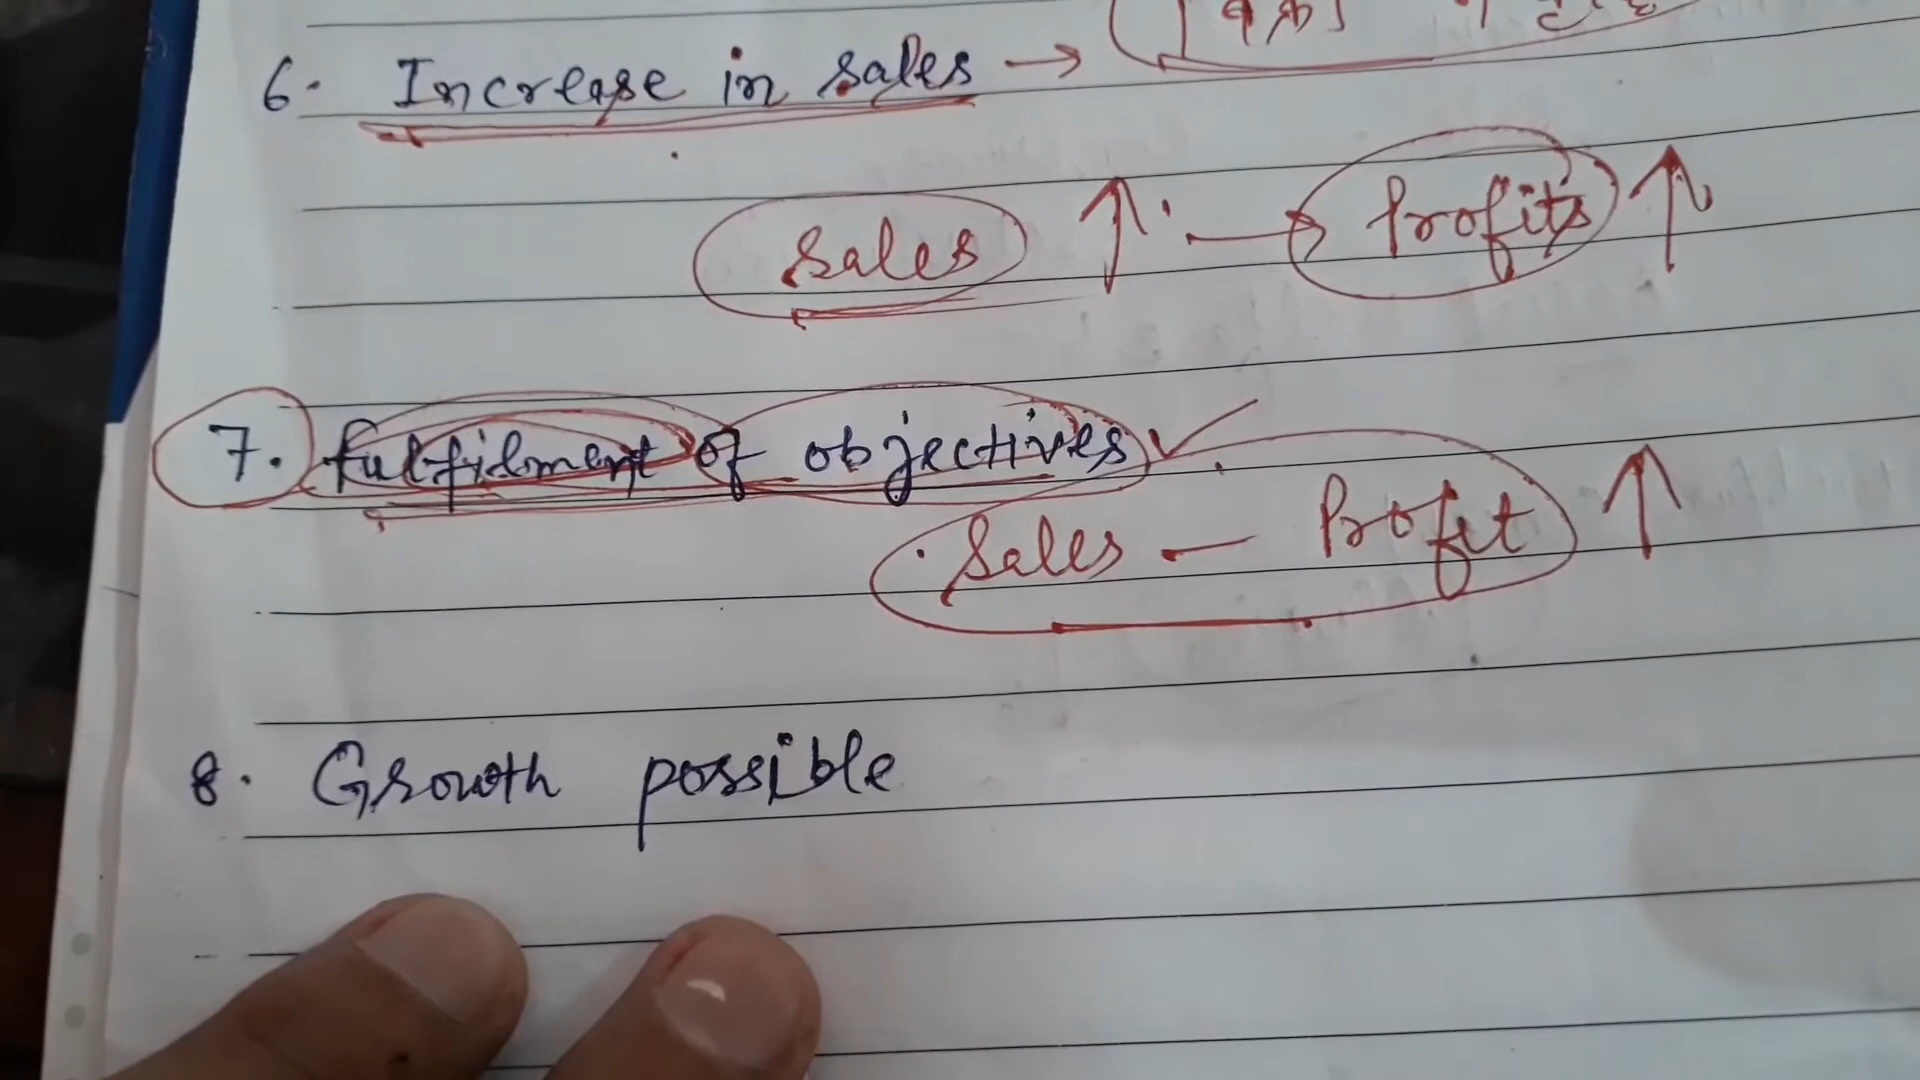 6. Increase in sales →
Sales ↑ → Profits ↑
7. fulfilment of objectives ✓
Sales — Profit ↑
8. Growth possible